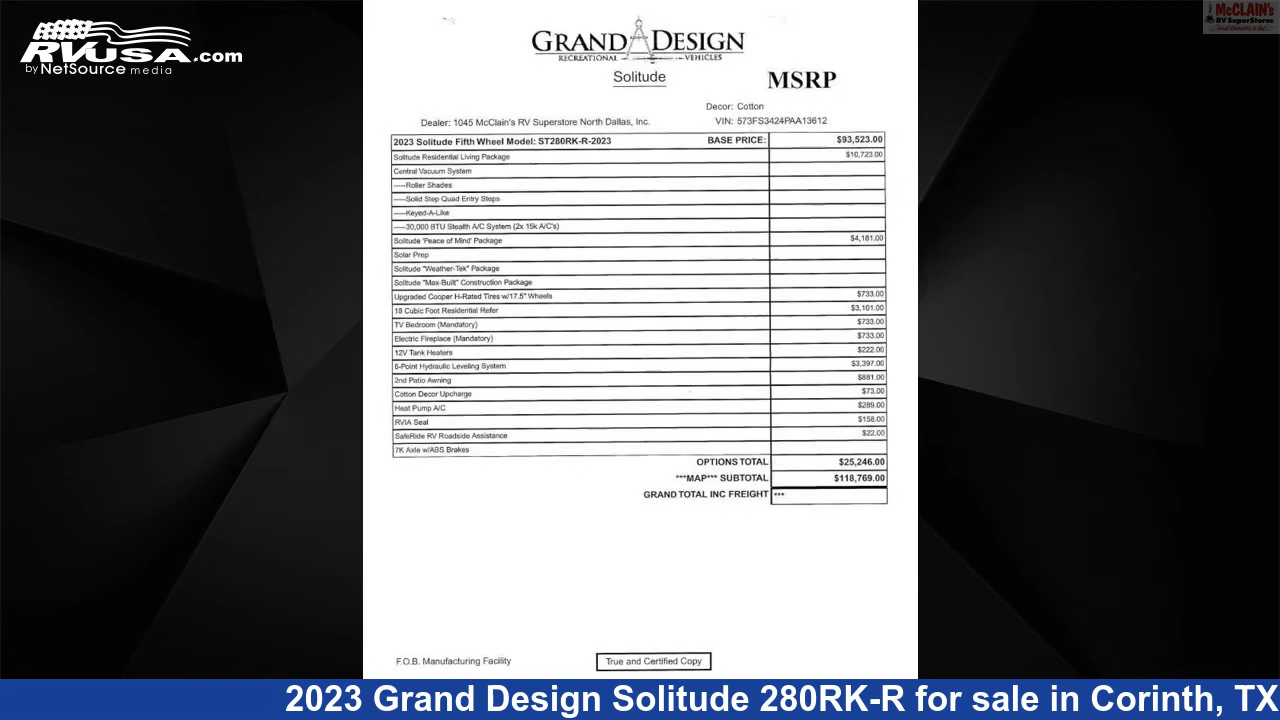 RVUSA.com
by NetSource media
McCLAIN's
RV SuperStores
GRAND DESIGN
RECREATIONAL VEHICLES
Solitude
MSRP
Decor: Cotton
Dealer: 1045 McClain's RV Superstore North Dallas, Inc.
VIN: 573FS3424PAA13612
2023 Solitude Fifth Wheel Model: ST280RK-R-2023 BASE PRICE: $93,523.00
Solitude Residential Living Package $10,723.00
Central Vacuum System
----Roller Shades
----Solid Step Quad Entry Steps
----Keyed-A-Like
----30,000 BTU Stealth A/C System (2x 15k A/C's)
Solitude 'Peace of Mind' Package $4,181.00
Solar Prep
Solitude "Weather-Tek" Package
Solitude "Max-Built" Construction Package
Upgraded Cooper H-Rated Tires w/17.5" Wheels $733.00
18 Cubic Foot Residential Refer $3,101.00
TV Bedroom (Mandatory) $733.00
Electric Fireplace (Mandatory) $733.00
12V Tank Heaters $222.00
6-Point Hydraulic Leveling System $3,397.00
2nd Patio Awning $881.00
Cotton Decor Upcharge $73.00
Heat Pump A/C $289.00
RVIA Seal $158.00
SafeRide RV Roadside Assistance $22.00
7K Axle w/ABS Brakes
OPTIONS TOTAL $25,246.00
***MAP*** SUBTOTAL $118,769.00
GRAND TOTAL INC FREIGHT ***
F.O.B. Manufacturing Facility
True and Certified Copy
2023 Grand Design Solitude 280RK-R for sale in Corinth, TX